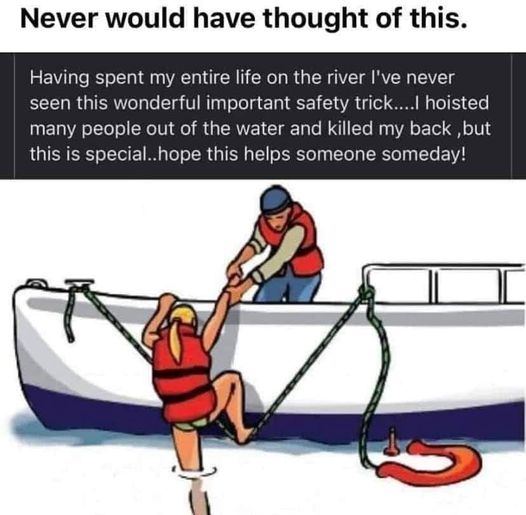 Never would have thought of this.
Having spent my entire life on the river I've never
seen this wonderful important safety trick....I hoisted
many people out of the water and killed my back ,but
this is special..hope this helps someone someday!